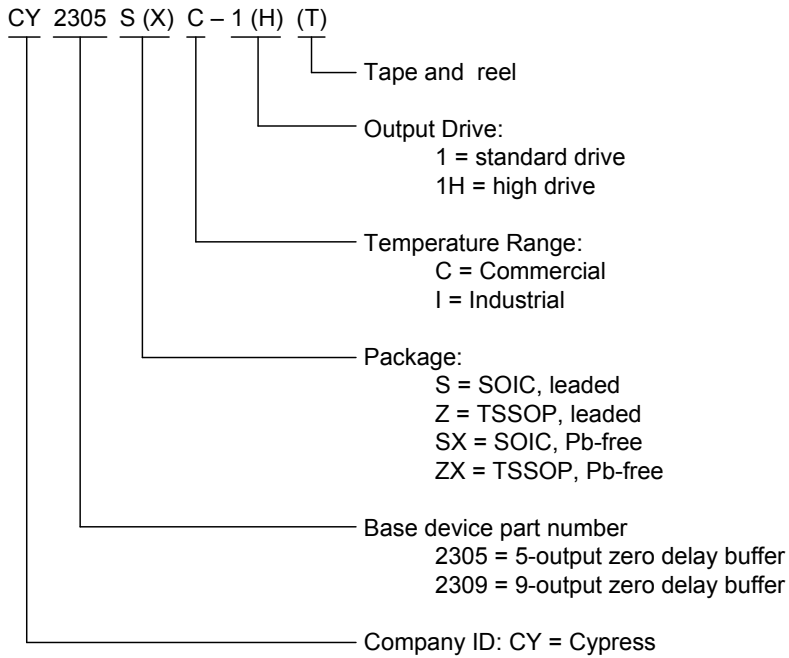 CY 2305 S (X) C – 1 (H) (T)
Tape and reel
Output Drive:
1 = standard drive
1H = high drive
Temperature Range:
C = Commercial
I = Industrial
Package:
S = SOIC, leaded
Z = TSSOP, leaded
SX = SOIC, Pb-free
ZX = TSSOP, Pb-free
Base device part number
2305 = 5-output zero delay buffer
2309 = 9-output zero delay buffer
Company ID: CY = Cypress